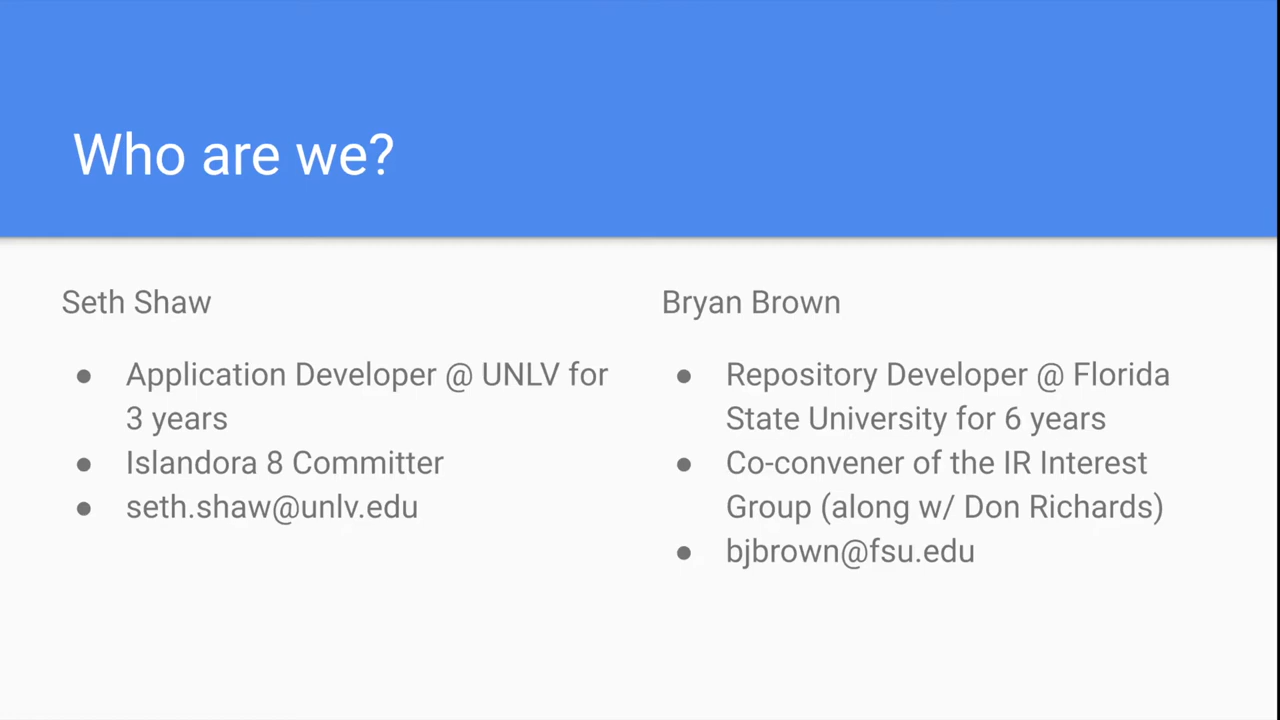 Who are we?
Seth Shaw
● Application Developer @ UNLV for
3 years
● Islandora 8 Committer
● seth.shaw@unlv.edu
Bryan Brown
● Repository Developer @ Florida
State University for 6 years
● Co-convener of the IR Interest
Group (along w/ Don Richards)
● bjbrown@fsu.edu